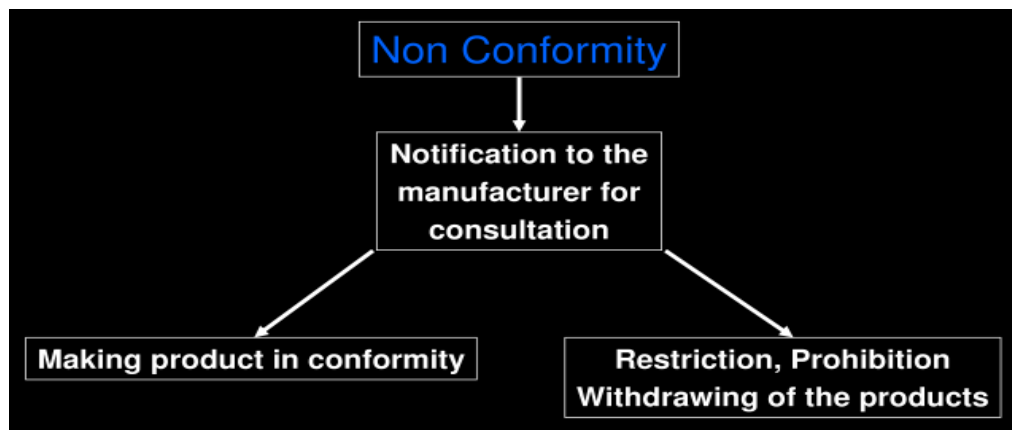 Non Conformity
Notification to the
manufacturer for
consultation
Making product in conformity
Restriction, Prohibition
Withdrawing of the products